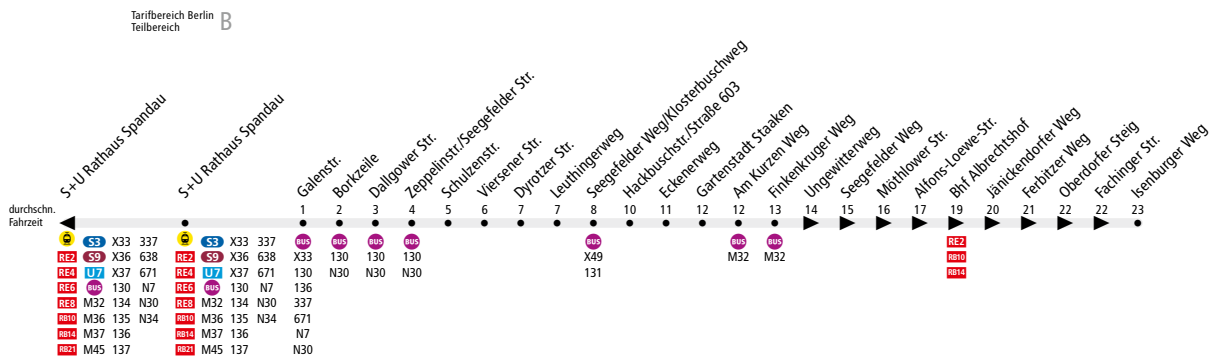 Tarifbereich Berlin
Teilbereich
B
S+U Rathaus Spandau
S+U Rathaus Spandau
Galenstr.
Borkzeile
Dallgower Str.
Zeppelinstr./Seegefelder Str.
Schulzenstr.
Viersener Str.
Dyrotzer Str.
Leuthingerweg
Seegefelder Weg/Klosterbuschweg
Hackbuschstr./Straße 603
Eckenerweg
Gartenstadt Staaken
Am Kurzen Weg
Finkenkruger Weg
Ungewitterweg
Seegefelder Weg
Möthlower Str.
Alfons-Loewe-Str.
Bhf Albrechtshof
Jänickendorfer Weg
Ferbitzer Weg
Oberdorfer Steig
Fachinger Str.
Isenburger Weg
durchschn. 1 2 3 4 5 6 7 7 8 10 11 12 12 13 14 15 16 17 19 20 21 22 22 23
Fahrzeit
S3 X33 337 S3 X33 337 BUS BUS BUS BUS BUS BUS BUS RE2
RE2 S9 X36 638 RE2 S9 X36 638 X33 130 130 130 X49 M32 M32 RB10
RE4 U7 X37 671 RE4 U7 X37 671 130 N30 N30 N30 131 RB14
RE6 BUS 130 N7 RE6 BUS 130 N7 136
RE8 M32 134 N30 RE8 M32 134 N30 337
RB10 M36 135 N34 RB10 M36 135 N34 671
RB14 M37 136 RB14 M37 136 N7
RB21 M45 137 RB21 M45 137 N30